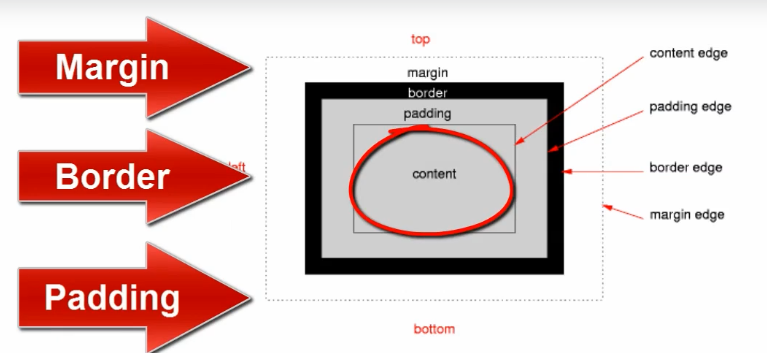 top
Margin
margin
border
padding
content
Border
Padding
bottom
content edge
padding edge
border edge
margin edge